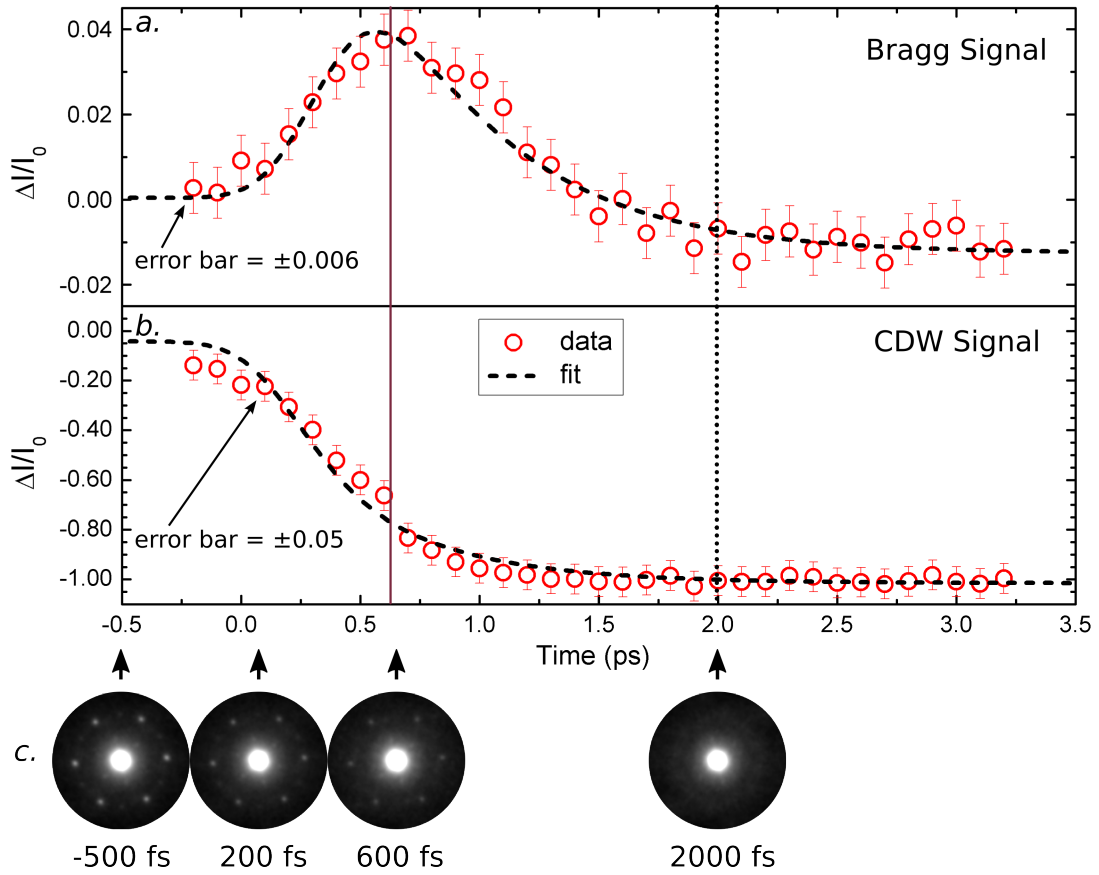 a.
Bragg Signal
0.04
0.02
0.00
-0.02
ΔI/I0
error bar = ±0.006
b.
CDW Signal
data
fit
0.00
-0.20
-0.40
-0.60
-0.80
-1.00
ΔI/I0
error bar = ±0.05
-0.5 0.0 0.5 1.0 1.5 2.0 2.5 3.0 3.5
Time (ps)
c.
-500 fs 200 fs 600 fs 2000 fs